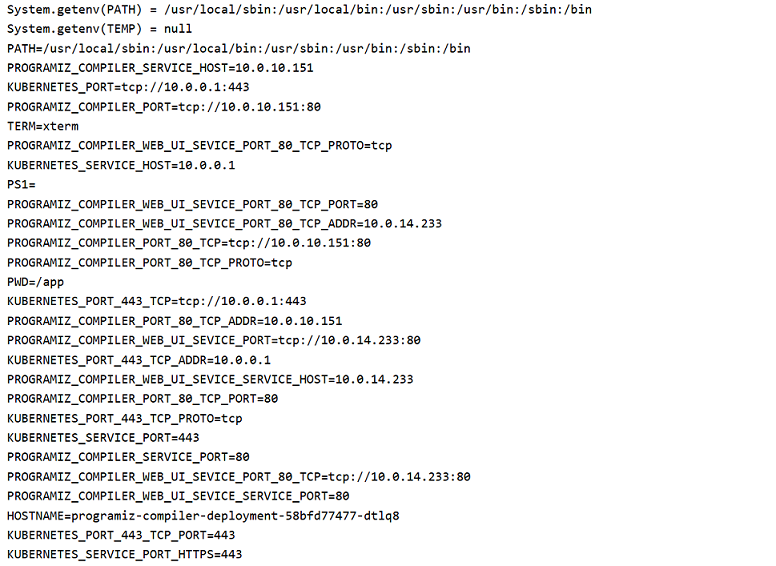 System.getenv(PATH) = /usr/local/sbin:/usr/local/bin:/usr/sbin:/usr/bin:/sbin:/bin
System.getenv(TEMP) = null
PATH=/usr/local/sbin:/usr/local/bin:/usr/sbin:/usr/bin:/sbin:/bin
PROGRAMIZ_COMPILER_SERVICE_HOST=10.0.10.151
KUBERNETES_PORT=tcp://10.0.0.1:443
PROGRAMIZ_COMPILER_PORT=tcp://10.0.10.151:80
TERM=xterm
PROGRAMIZ_COMPILER_WEB_UI_SEVICE_PORT_80_TCP_PROTO=tcp
KUBERNETES_SERVICE_HOST=10.0.0.1
PS1=
PROGRAMIZ_COMPILER_WEB_UI_SEVICE_PORT_80_TCP_PORT=80
PROGRAMIZ_COMPILER_WEB_UI_SEVICE_PORT_80_TCP_ADDR=10.0.14.233
PROGRAMIZ_COMPILER_PORT_80_TCP=tcp://10.0.10.151:80
PROGRAMIZ_COMPILER_PORT_80_TCP_PROTO=tcp
PWD=/app
KUBERNETES_PORT_443_TCP=tcp://10.0.0.1:443
PROGRAMIZ_COMPILER_PORT_80_TCP_ADDR=10.0.10.151
PROGRAMIZ_COMPILER_WEB_UI_SEVICE_PORT=tcp://10.0.14.233:80
KUBERNETES_PORT_443_TCP_ADDR=10.0.0.1
PROGRAMIZ_COMPILER_WEB_UI_SEVICE_SERVICE_HOST=10.0.14.233
PROGRAMIZ_COMPILER_PORT_80_TCP_PORT=80
KUBERNETES_PORT_443_TCP_PROTO=tcp
KUBERNETES_SERVICE_PORT=443
PROGRAMIZ_COMPILER_SERVICE_PORT=80
PROGRAMIZ_COMPILER_WEB_UI_SEVICE_PORT_80_TCP=tcp://10.0.14.233:80
PROGRAMIZ_COMPILER_WEB_UI_SEVICE_SERVICE_PORT=80
HOSTNAME=programiz-compiler-deployment-58bfd77477-dtlq8
KUBERNETES_PORT_443_TCP_PORT=443
KUBERNETES_SERVICE_PORT_HTTPS=443